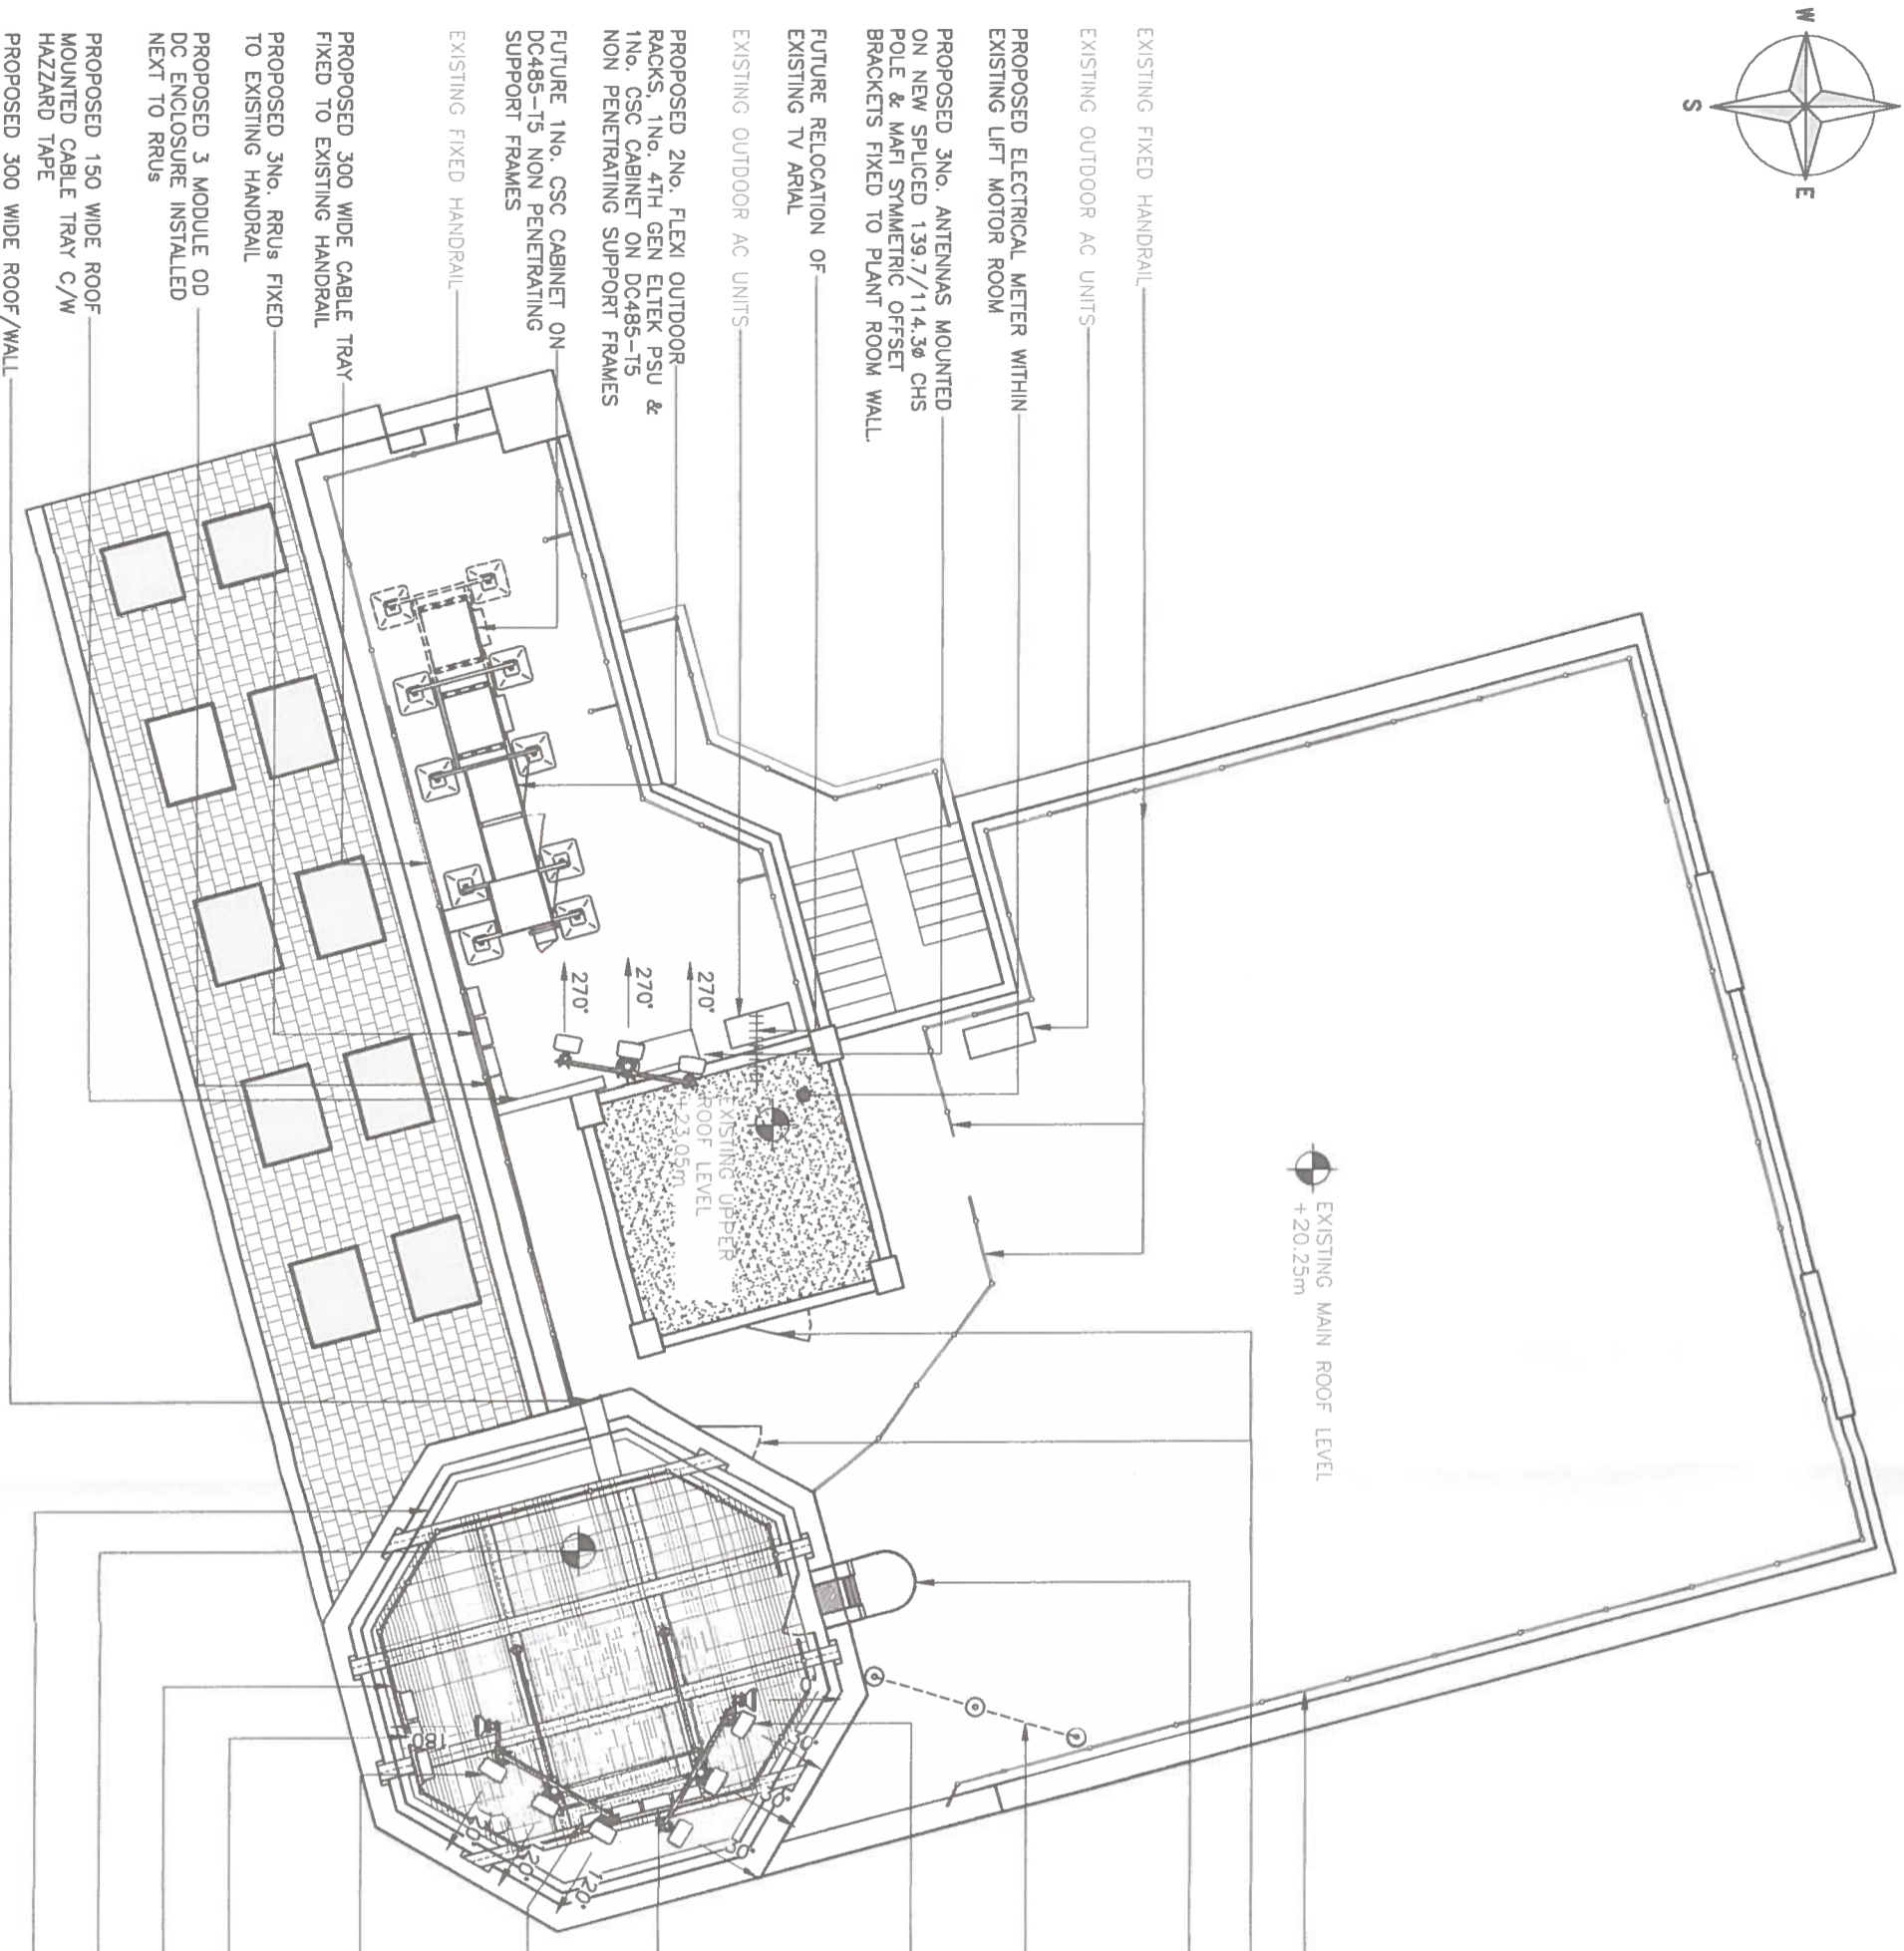 W
E
S
EXISTING FIXED HANDRAIL
EXISTING OUTDOOR AC UNITS
PROPOSED ELECTRICAL METER WITHIN
EXISTING LIFT MOTOR ROOM
PROPOSED 3No. ANTENNAS MOUNTED
ON NEW SPLICED 139.7/114.3Ø CHS
POLE & MAFI SYMMETRIC OFFSET
BRACKETS FIXED TO PLANT ROOM WALL.
FUTURE RELOCATION OF
EXISTING TV ARIAL
EXISTING OUTDOOR AC UNITS
PROPOSED 2No. FLEXI OUTDOOR
RACKS, 1No. 4TH GEN ELTEK PSU &
1No. CSC CABINET ON DC485-T5
NON PENETRATING SUPPORT FRAMES
FUTURE 1No. CSC CABINET ON
DC485-T5 NON PENETRATING
SUPPORT FRAMES
EXISTING FIXED HANDRAIL
PROPOSED 300 WIDE CABLE TRAY
FIXED TO EXISTING HANDRAIL
PROPOSED 3No. RRUs FIXED
TO EXISTING HANDRAIL
PROPOSED 3 MODULE OD
DC ENCLOSURE INSTALLED
NEXT TO RRUs
PROPOSED 150 WIDE ROOF
MOUNTED CABLE TRAY C/W
HAZZARD TAPE
PROPOSED 300 WIDE ROOF/WALL
270°
270°
270°
EXISTING UPPER
ROOF LEVEL
+23.05m
EXISTING MAIN ROOF LEVEL
+20.25m
180°